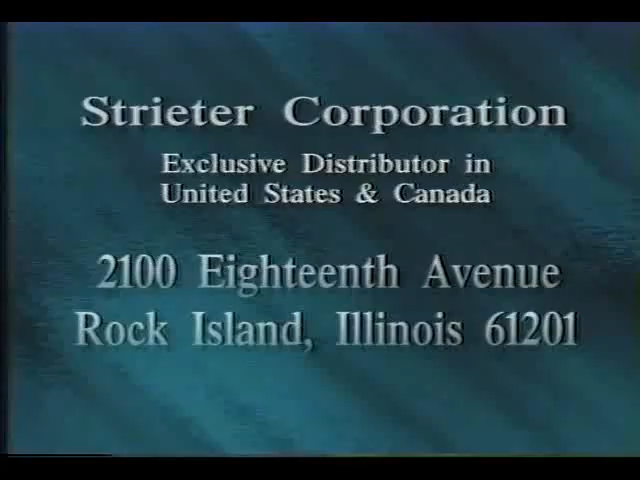 Strieter Corporation
Exclusive Distributor in
United States & Canada
2100 Eighteenth Avenue
Rock Island, Illinois 61201